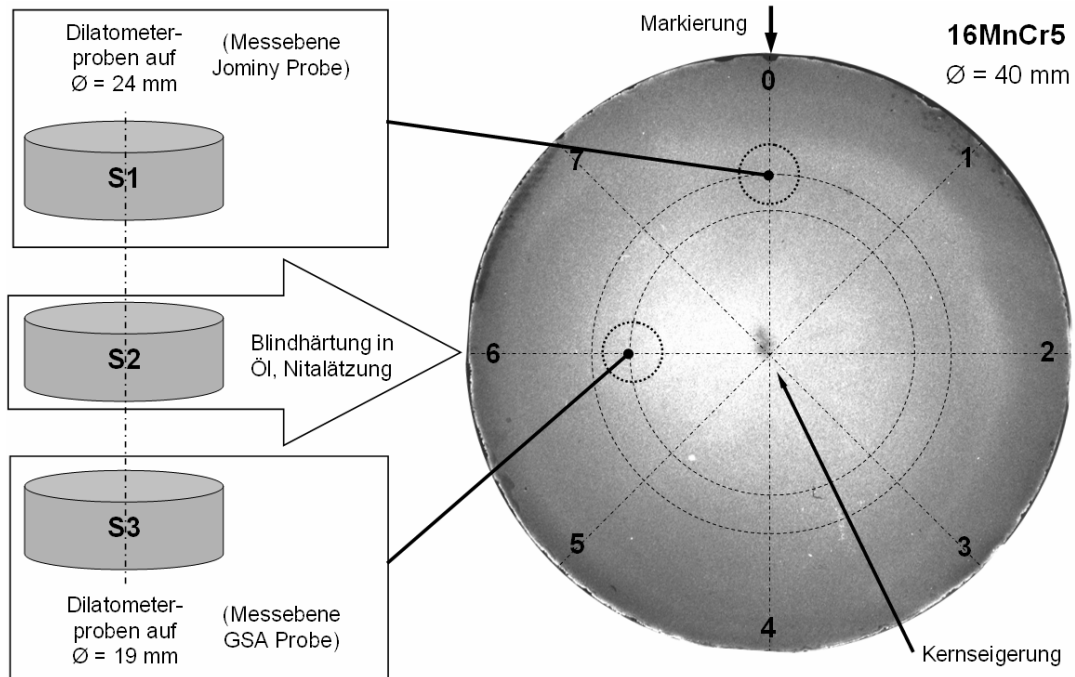 Dilatometer-
proben auf
Ø = 24 mm
(Messebene
Jominy Probe)
S1
S2
Blindhärtung in
Öl, Nitalätzung
S3
Dilatometer-
proben auf
Ø = 19 mm
(Messebene
GSA Probe)
Markierung
16MnCr5
Ø = 40 mm
0
1
2
3
4
5
6
7
Kernseigerung